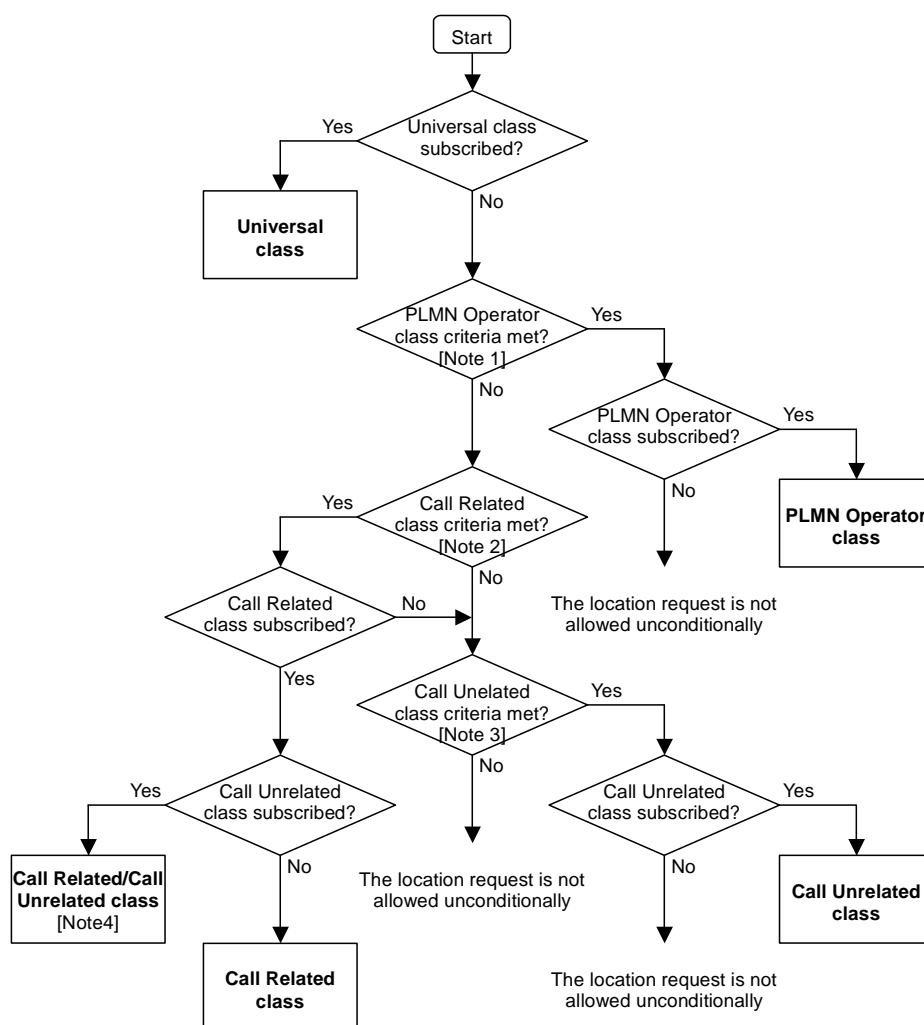 Start
Universal class
subscribed?
Yes
No
Universal
class
PLMN Operator
class criteria met?
[Note 1]
Yes
No
PLMN Operator
class subscribed?
Yes
No
PLMN Operator
class
Call Related
class criteria met?
[Note 2]
Yes
No
The location request is not
allowed unconditionally
Call Related
class subscribed?
No
Yes
Call Unelated
class criteria met?
[Note 3]
Yes
No
Call Unrelated
class subscribed?
Yes
No
Call Unrelated
class subscribed?
Yes
No
Call Related/Call
Unrelated class
[Note4]
The location request is not
allowed unconditionally
Call Unrelated
class
Call Related
class
The location request is not
allowed unconditionally